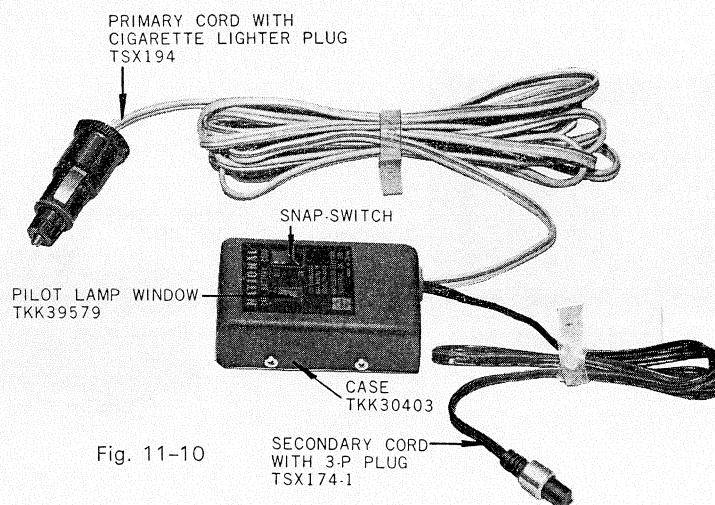 PRIMARY CORD WITH
CIGARETTE LIGHTER PLUG
TSX194
SNAP-SWITCH
NATIONAL
PILOT LAMP WINDOW
TKK39579
CASE
TKK30403
Fig. 11-10
SECONDARY CORD
WITH 3-P PLUG
TSX174-1